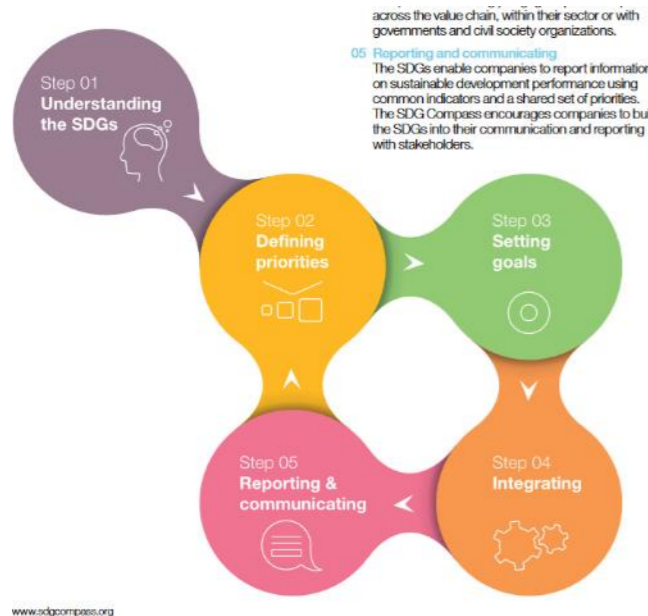 across the value chain, within their sector or with
governments and civil society organizations.
05 Reporting and communicating
The SDGs enable companies to report information
on sustainable development performance using
common indicators and a shared set of priorities.
The SDG Compass encourages companies to bu
the SDGs into their communication and reporting
with stakeholders.
Step 01
Understanding
the SDGs
Step 02
Defining
priorities
Step 03
Setting
goals
Step 04
Integrating
Step 05
Reporting &
communicating
www.sdgcompass.org